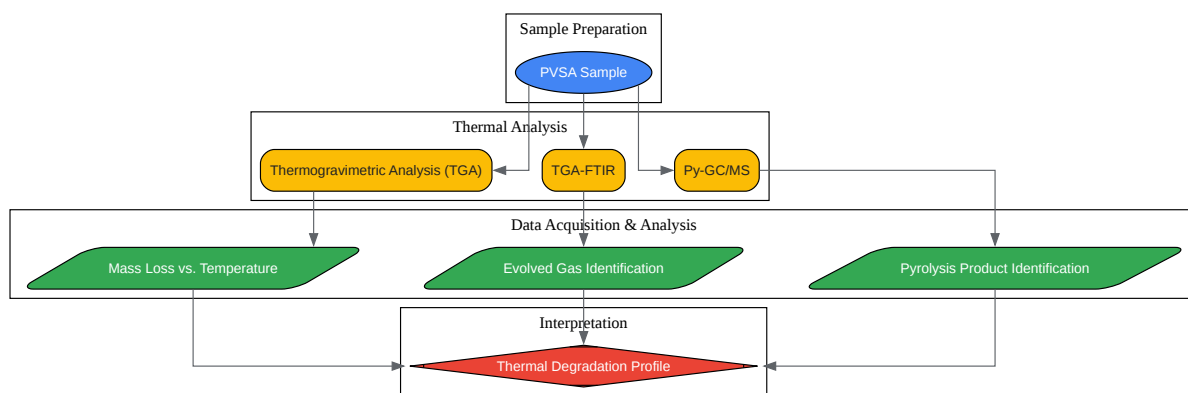 Sample Preparation
PVSA Sample
Thermal Analysis
Thermogravimetric Analysis (TGA)
TGA-FTIR
Py-GC/MS
Data Acquisition & Analysis
Mass Loss vs. Temperature
Evolved Gas Identification
Pyrolysis Product Identification
Interpretation
Thermal Degradation Profile